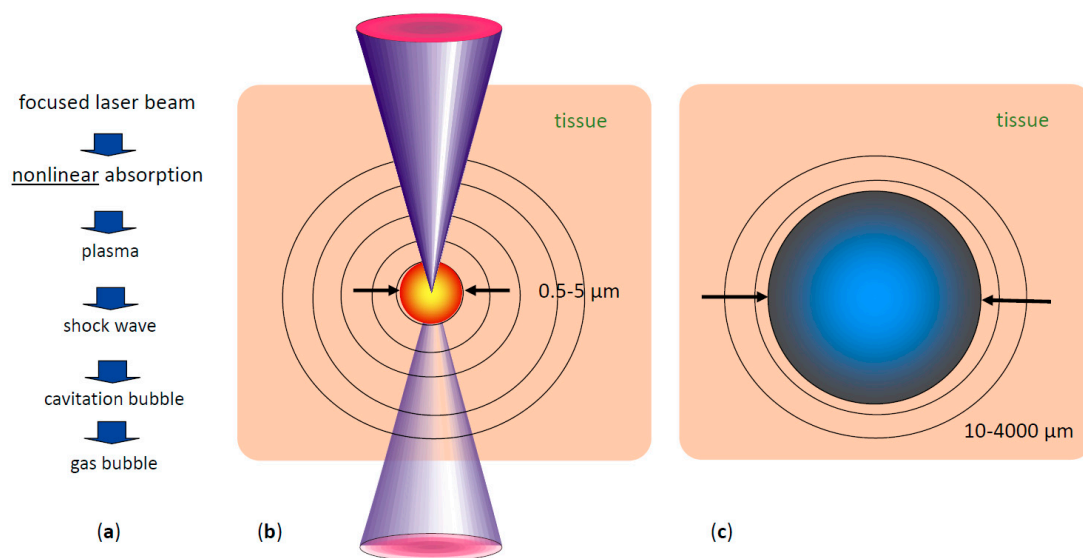 focused laser beam
nonlinear absorption
plasma
shock wave
cavitation bubble
gas bubble
(a)
tissue
0.5-5 µm
(b)
tissue
10-4000 µm
(c)